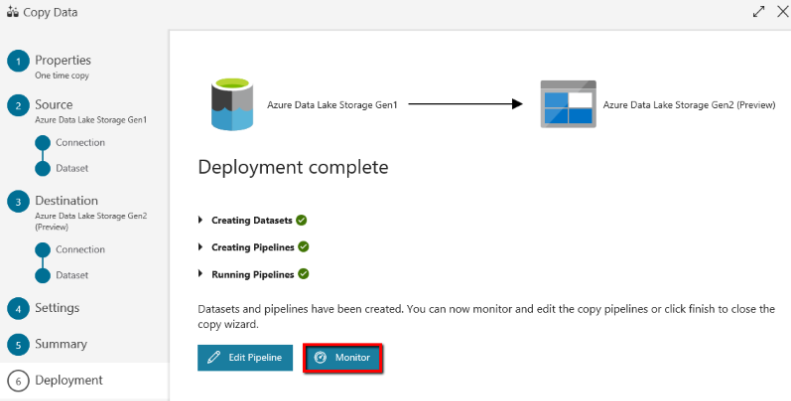 Copy Data
1
Properties
One time copy
2
Source
Azure Data Lake Storage Gen1
Connection
Dataset
3
Destination
Azure Data Lake Storage Gen2
(Preview)
Connection
Dataset
4
Settings
5
Summary
6
Deployment
Azure Data Lake Storage Gen1
Azure Data Lake Storage Gen2 (Preview)
Deployment complete
Creating Datasets
Creating Pipelines
Running Pipelines
Datasets and pipelines have been created. You can now monitor and edit the copy pipelines or click finish to close the
copy wizard.
Edit Pipeline
Monitor